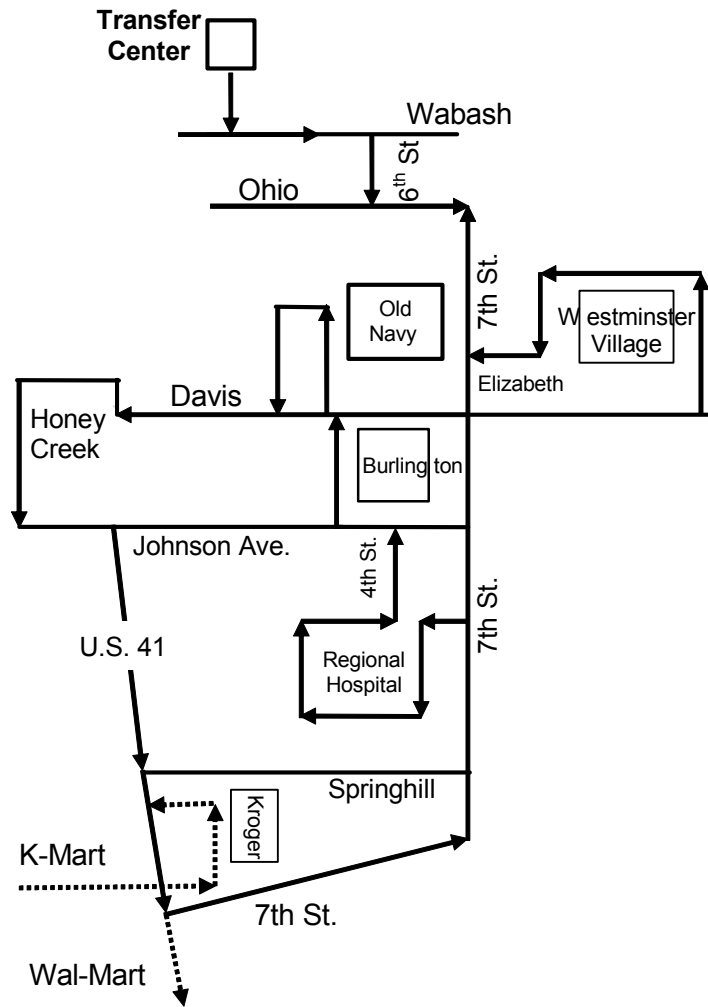 Transfer
Center
Wabash
6th St
Ohio
7th St.
Old
Navy
Westminster
Village
Elizabeth
Davis
Honey
Creek
Burlington
Johnson Ave.
4th St.
7th St.
U.S. 41
Regional
Hospital
Springhill
Kroger
K-Mart
7th St.
Wal-Mart